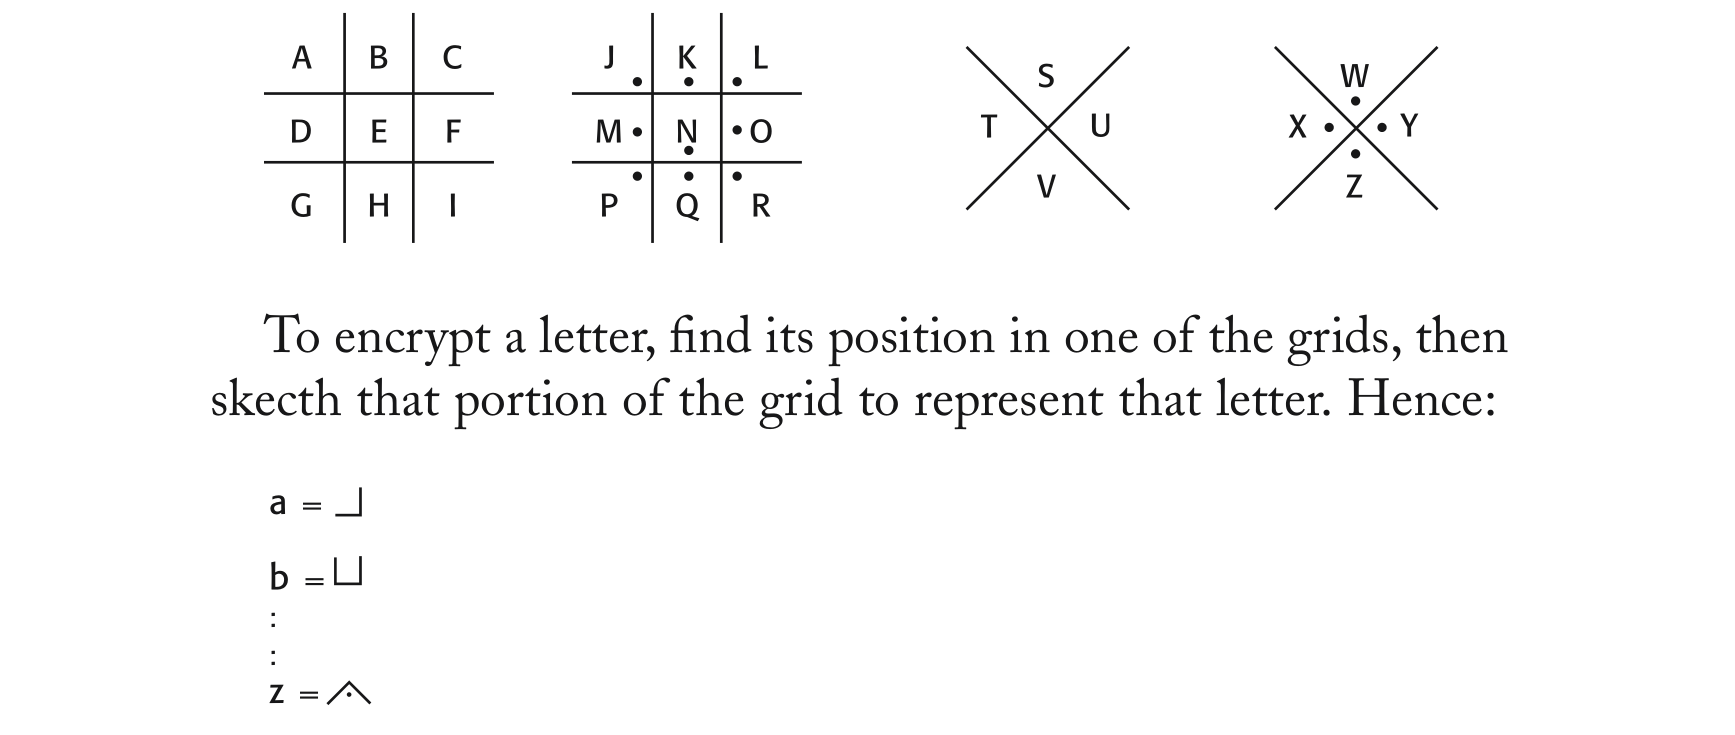 A B C J K L S W
D E F M N O T U X Y
G H I P Q R V Z
To encrypt a letter, find its position in one of the grids, then
skecth that portion of the grid to represent that letter. Hence:
a =
b =
:
:
z =